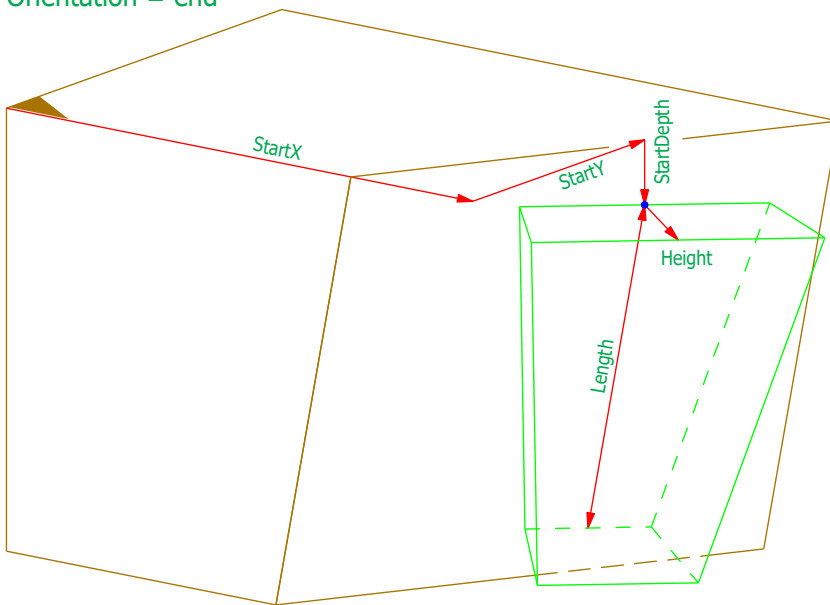 Orientation = end
StartX
StartY
StartDepth
Height
Length